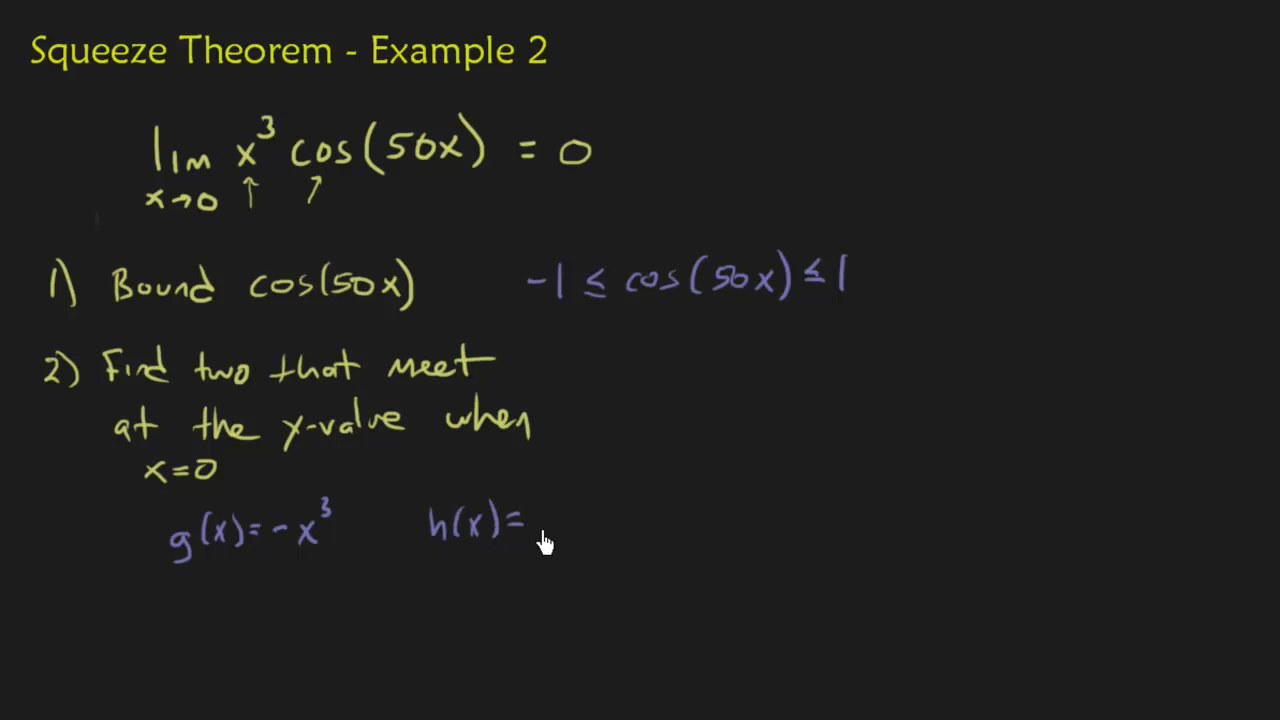 Squeeze Theorem - Example 2
lim x→0 x³ cos(50x) = 0
1) Bound cos(50x) -1 ≤ cos(50x) ≤ 1
2) Find two that meet
at the y-value when
x=0
g(x)=-x³ h(x)=